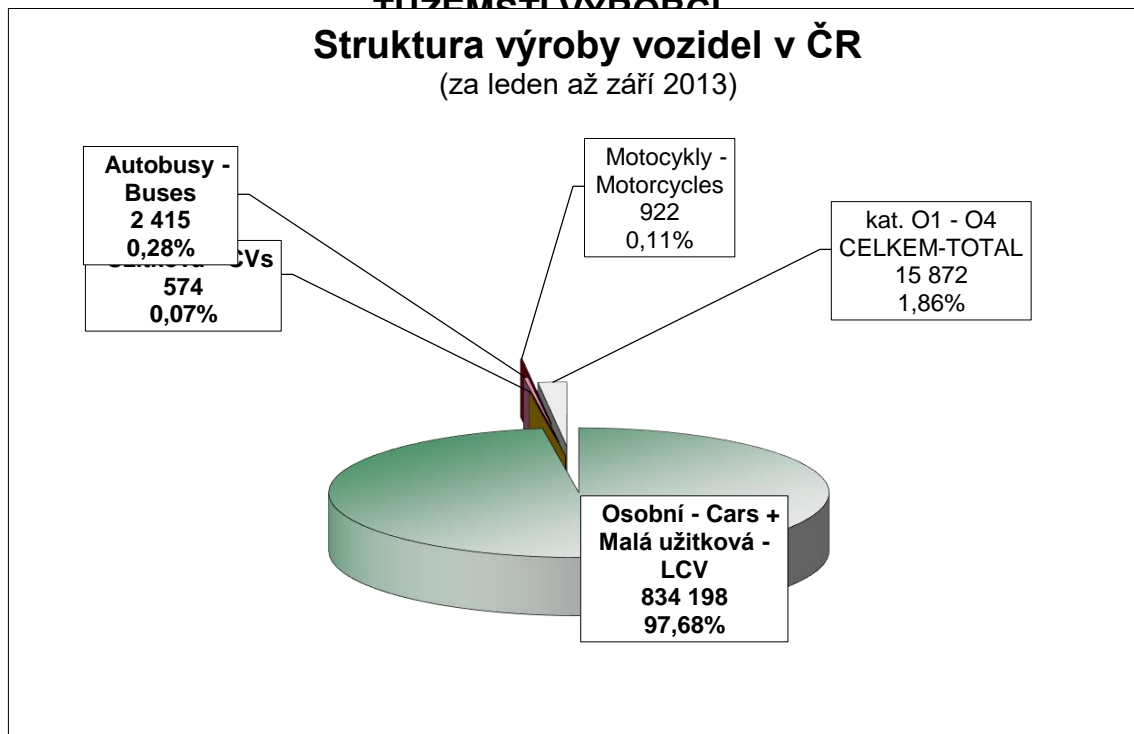 TUZEMŠTÍ VÝROBCI
Struktura výroby vozidel v ČR
(za leden až září 2013)
Autobusy -
Buses
2 415
0,28%
CVs
574
0,07%
Motocykly -
Motorcycles
922
0,11%
kat. O1 - O4
CELKEM-TOTAL
15 872
1,86%
Osobní - Cars +
Malá užitková -
LCV
834 198
97,68%